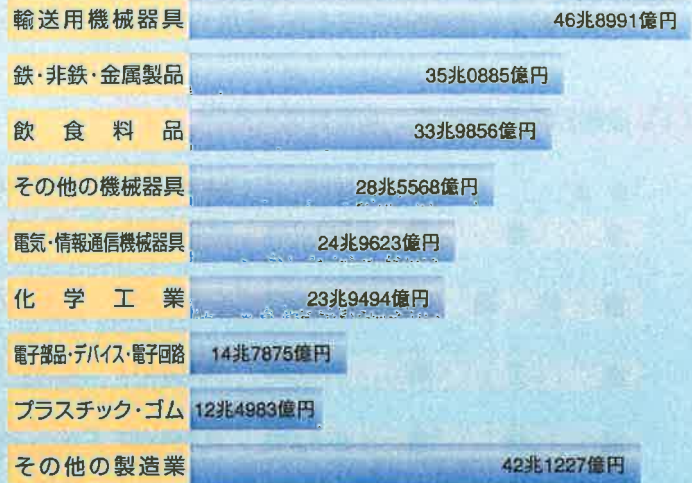 輸送用機械器具 46兆8991億円
鉄・非鉄・金属製品 35兆0885億円
飲食料品 33兆9856億円
その他の機械器具 28兆5568億円
電気・情報通信機械器具 24兆9623億円
化学工業 23兆9494億円
電子部品・デバイス・電子回路 14兆7875億円
プラスチック・ゴム 12兆4983億円
その他の製造業 42兆1227億円